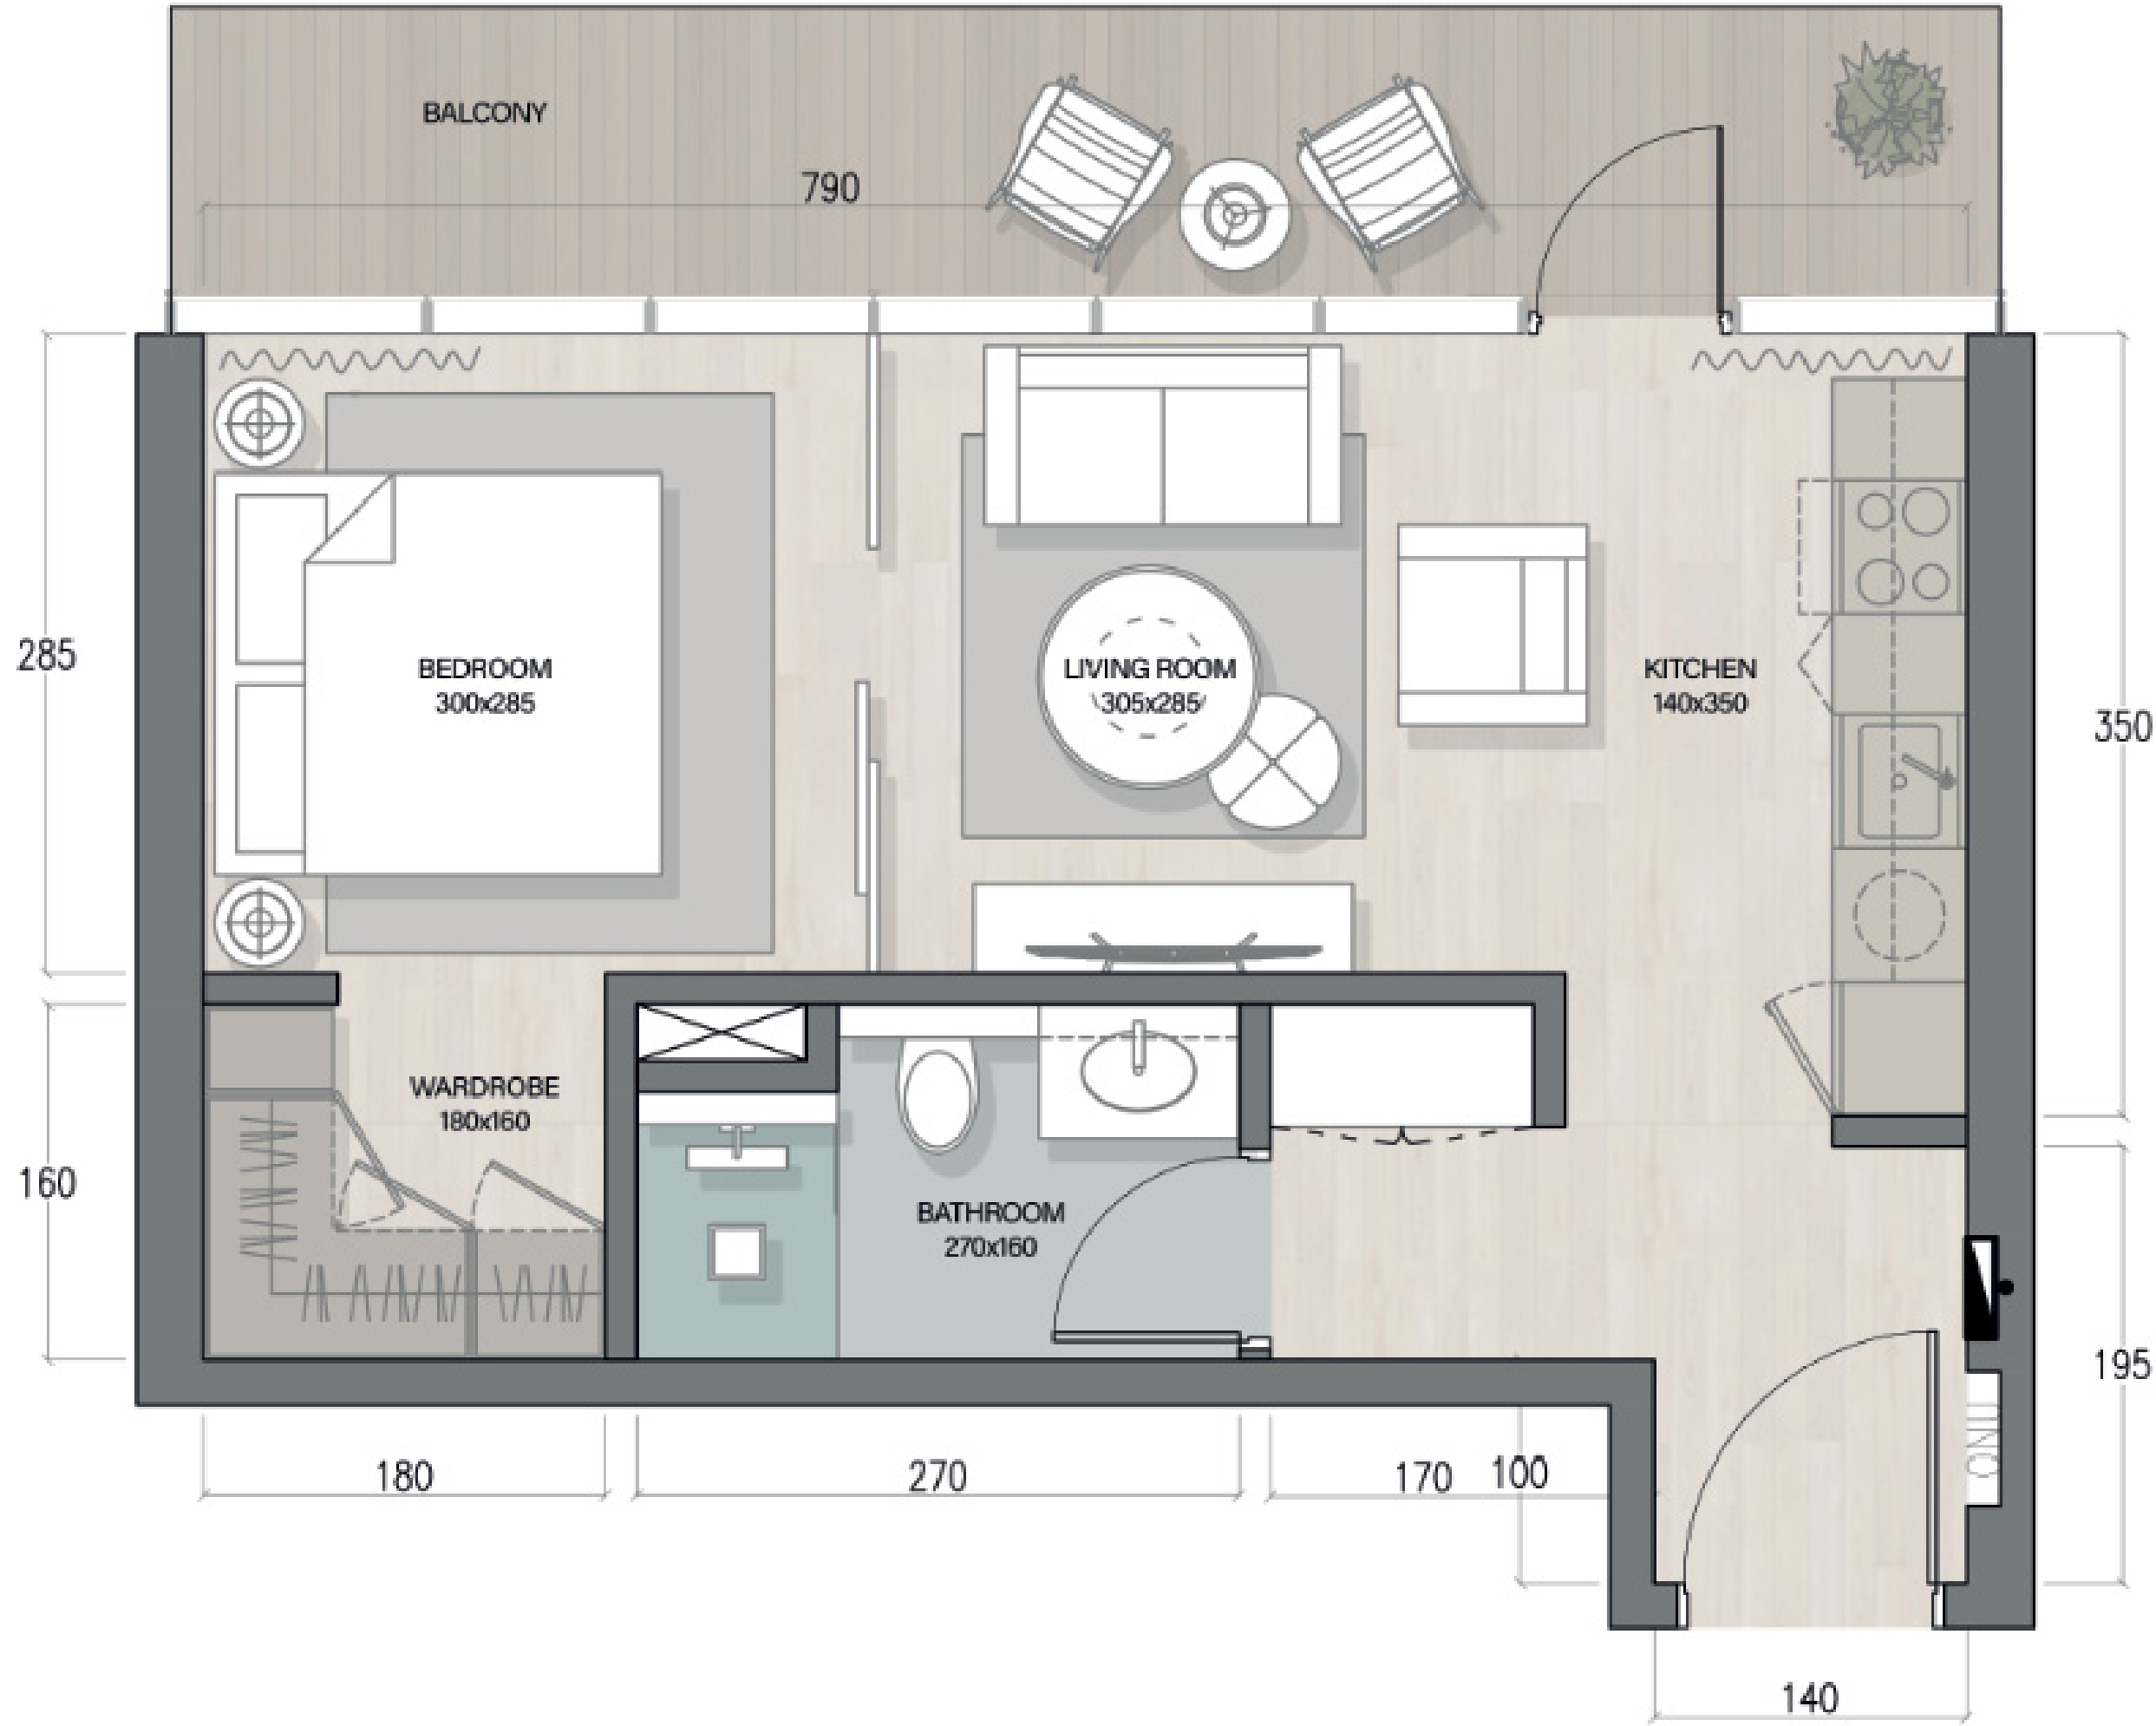 BALCONY
790
285
BEDROOM
300x285
LIVING ROOM
305x285
KITCHEN
140x350
350
WARDROBE
180x160
160
BATHROOM
270x160
195
180
270
170
100
140